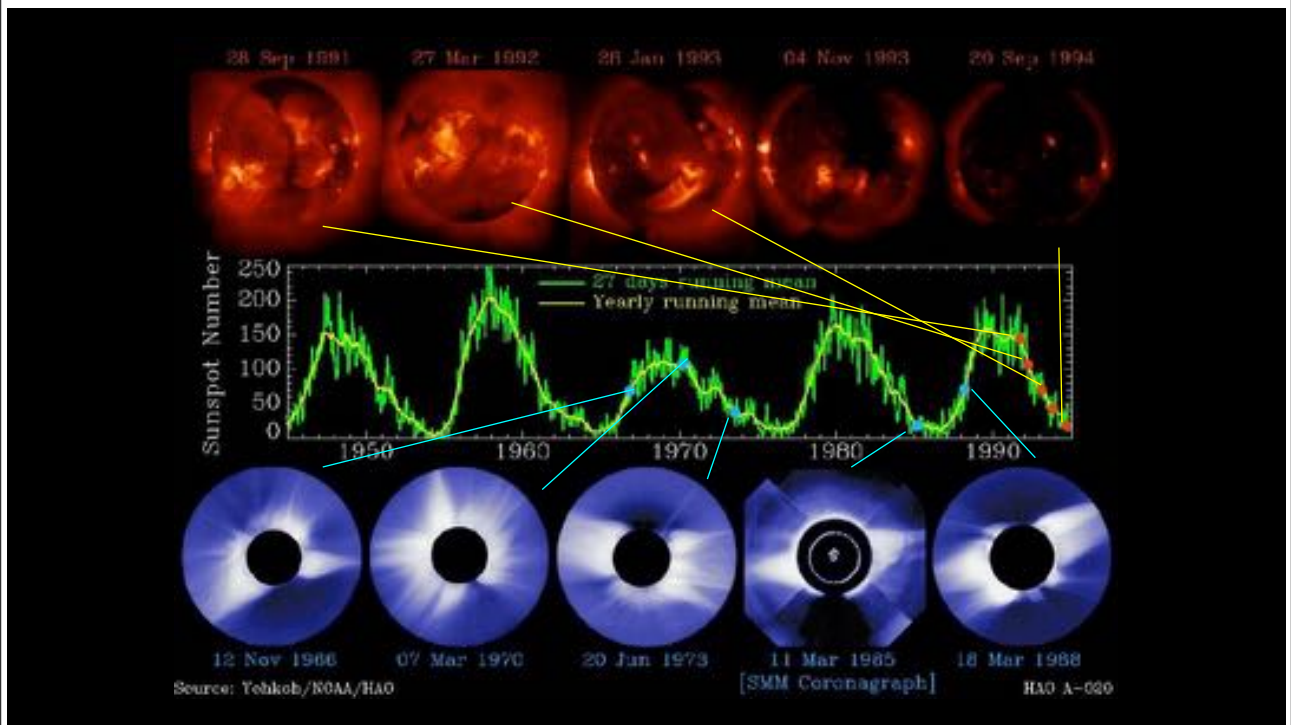 28 Sep 1991 27 Mar 1992 26 Jan 1993 04 Nov 1993 20 Sep 1994
27 days running mean
Yearly running mean
Sunspot Number
250
200
150
100
50
0
1950 1960 1970 1980 1990
12 Nov 1966 07 Mar 1970 20 Jun 1973 11 Mar 1985 18 Mar 1988
[SMM Coronagraph]
Source: Yohkoh/NOAA/HAO HAO A-020